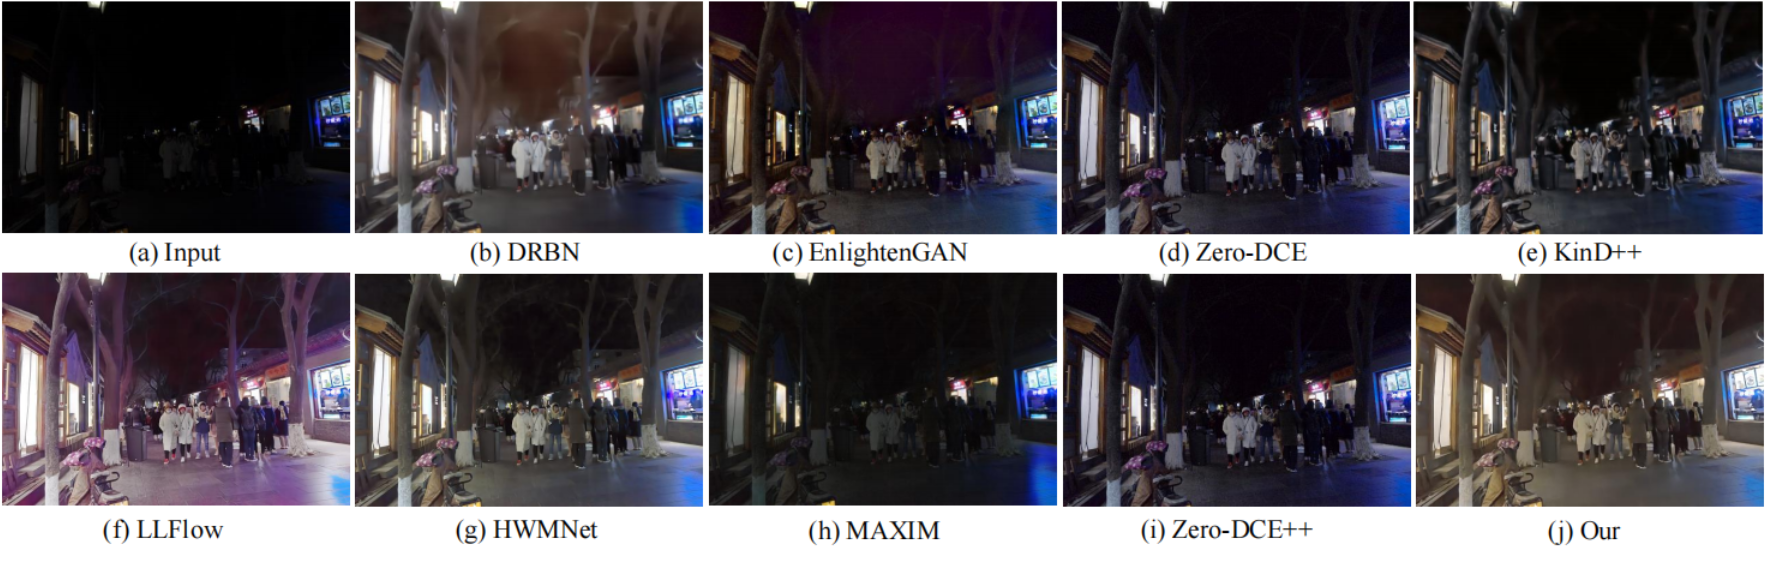 (a) Input
(b) DRBN
(c) EnlightenGAN
(d) Zero-DCE
(e) KinD++
(f) LLFlow
(g) HWMNet
(h) MAXIM
(i) Zero-DCE++
(j) Our